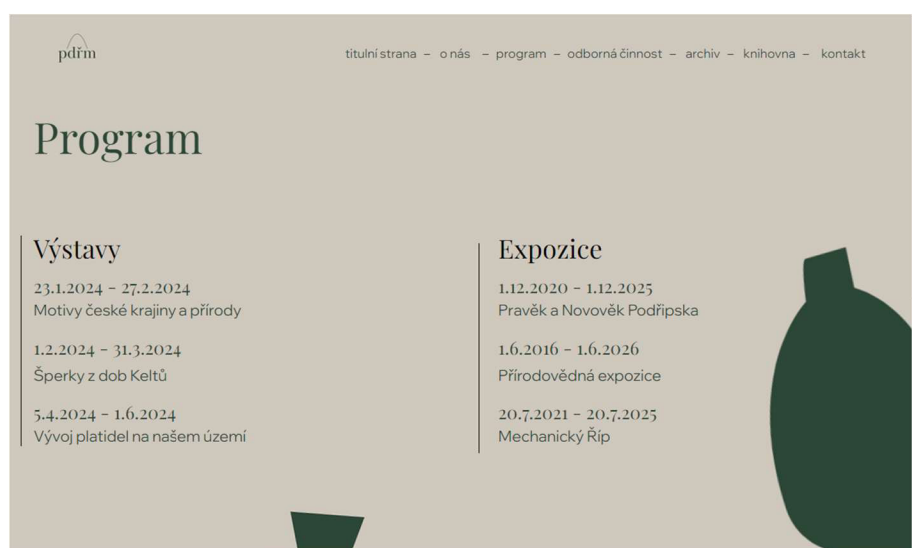 pdřm
titulní strana – o nás – program – odborná činnost – archiv – knihovna – kontakt
Program
Výstavy
23.1.2024 – 27.2.2024
Motivy české krajiny a přírody
1.2.2024 – 31.3.2024
Šperky z dob Keltů
5.4.2024 – 1.6.2024
Vývoj platidel na našem území
Expozice
1.12.2020 – 1.12.2025
Pravěk a Novověk Podřipska
1.6.2016 – 1.6.2026
Přírodovědná expozice
20.7.2021 – 20.7.2025
Mechanický Říp